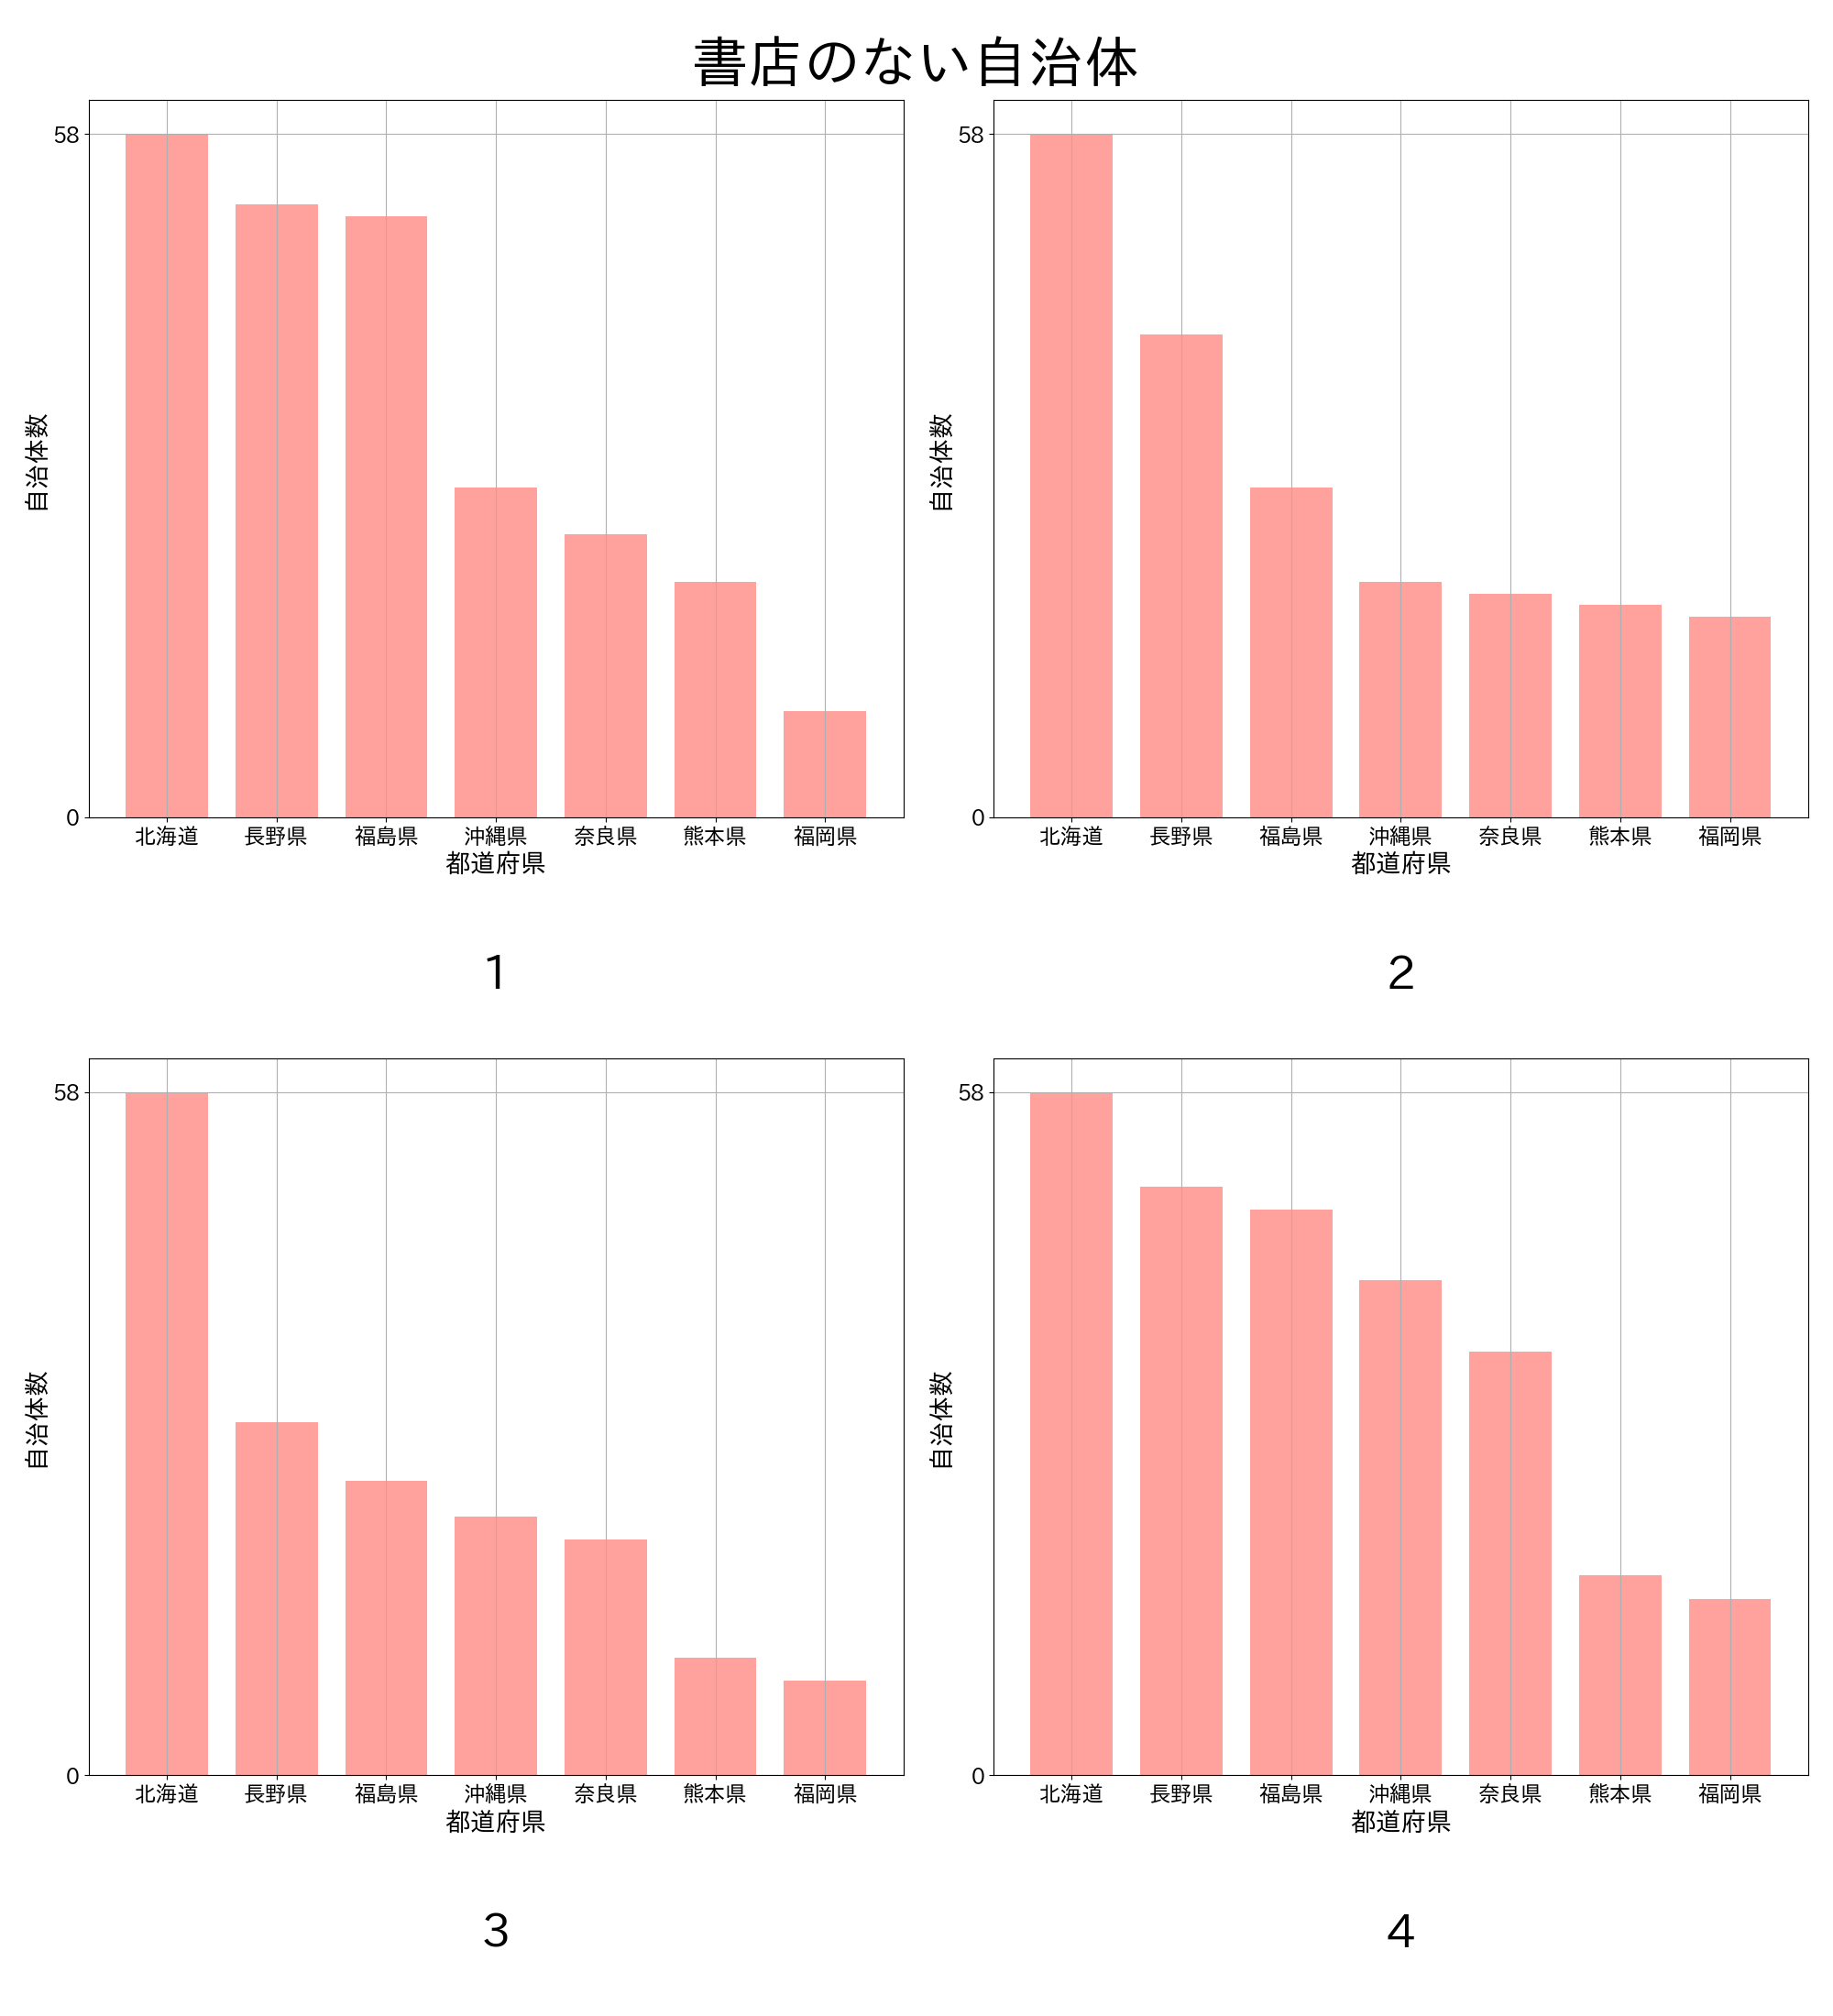 書店のない自治体
58
0
自治体数
北海道 長野県 福島県 沖縄県 奈良県 熊本県 福岡県
都道府県
1
58
0
自治体数
北海道 長野県 福島県 沖縄県 奈良県 熊本県 福岡県
都道府県
2
58
0
自治体数
北海道 長野県 福島県 沖縄県 奈良県 熊本県 福岡県
都道府県
3
58
0
自治体数
北海道 長野県 福島県 沖縄県 奈良県 熊本県 福岡県
都道府県
4